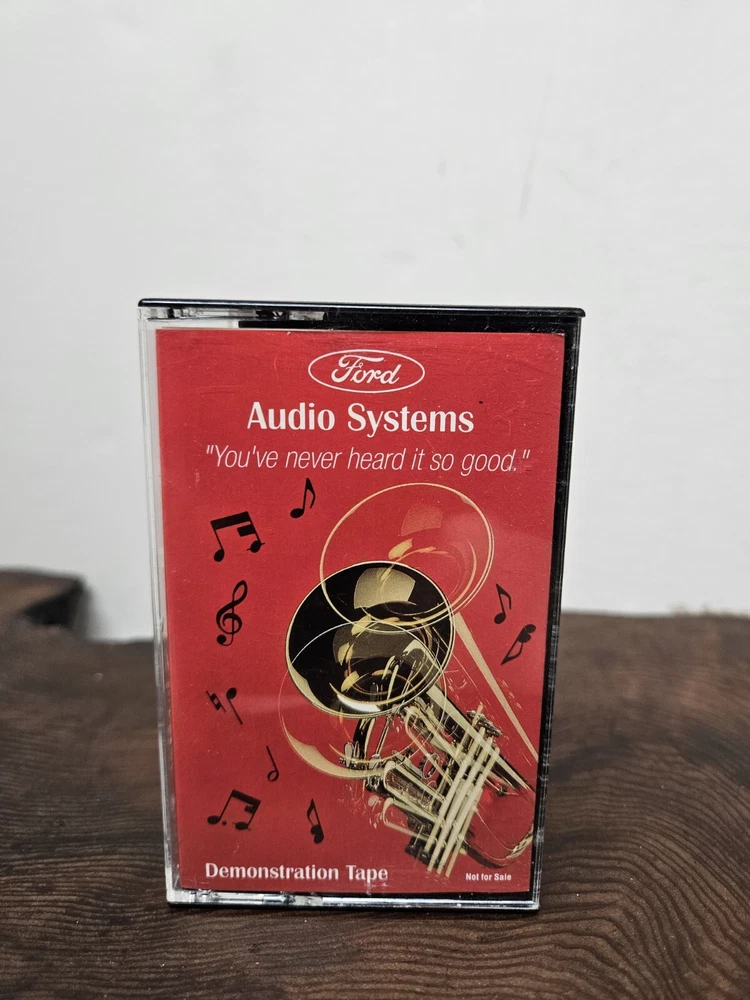 Ford
Audio Systems
"You've never heard it so good."
Demonstration Tape
Not for Sale